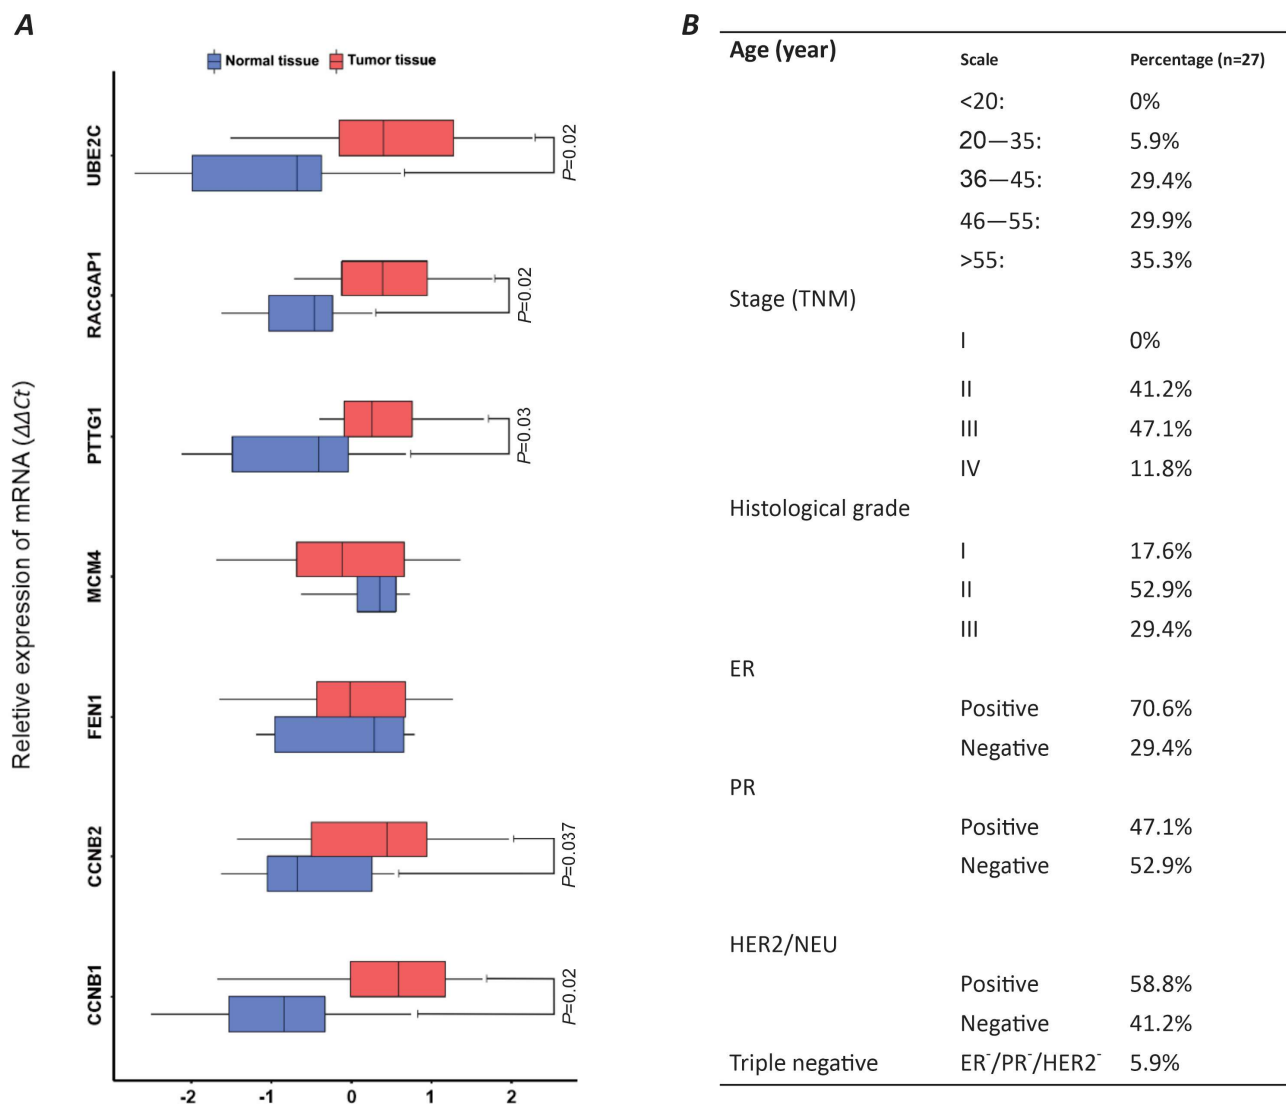 A
Normal tissue Tumor tissue
Reletive expression of mRNA (ΔΔCt)
UBE2C
P=0.02
RACGAP1
P=0.02
PTTG1
P=0.03
MCM4
FEN1
CCNB2
P=0.037
CCNB1
P=0.02
-2 -1 0 1 2
B
Age (year) Scale Percentage (n=27)
<20: 0%
20—35: 5.9%
36—45: 29.4%
46—55: 29.9%
>55: 35.3%
Stage (TNM)
I 0%
II 41.2%
III 47.1%
IV 11.8%
Histological grade
I 17.6%
II 52.9%
III 29.4%
ER
Positive 70.6%
Negative 29.4%
PR
Positive 47.1%
Negative 52.9%
HER2/NEU
Positive 58.8%
Negative 41.2%
Triple negative ER⁻/PR⁻/HER2⁻ 5.9%